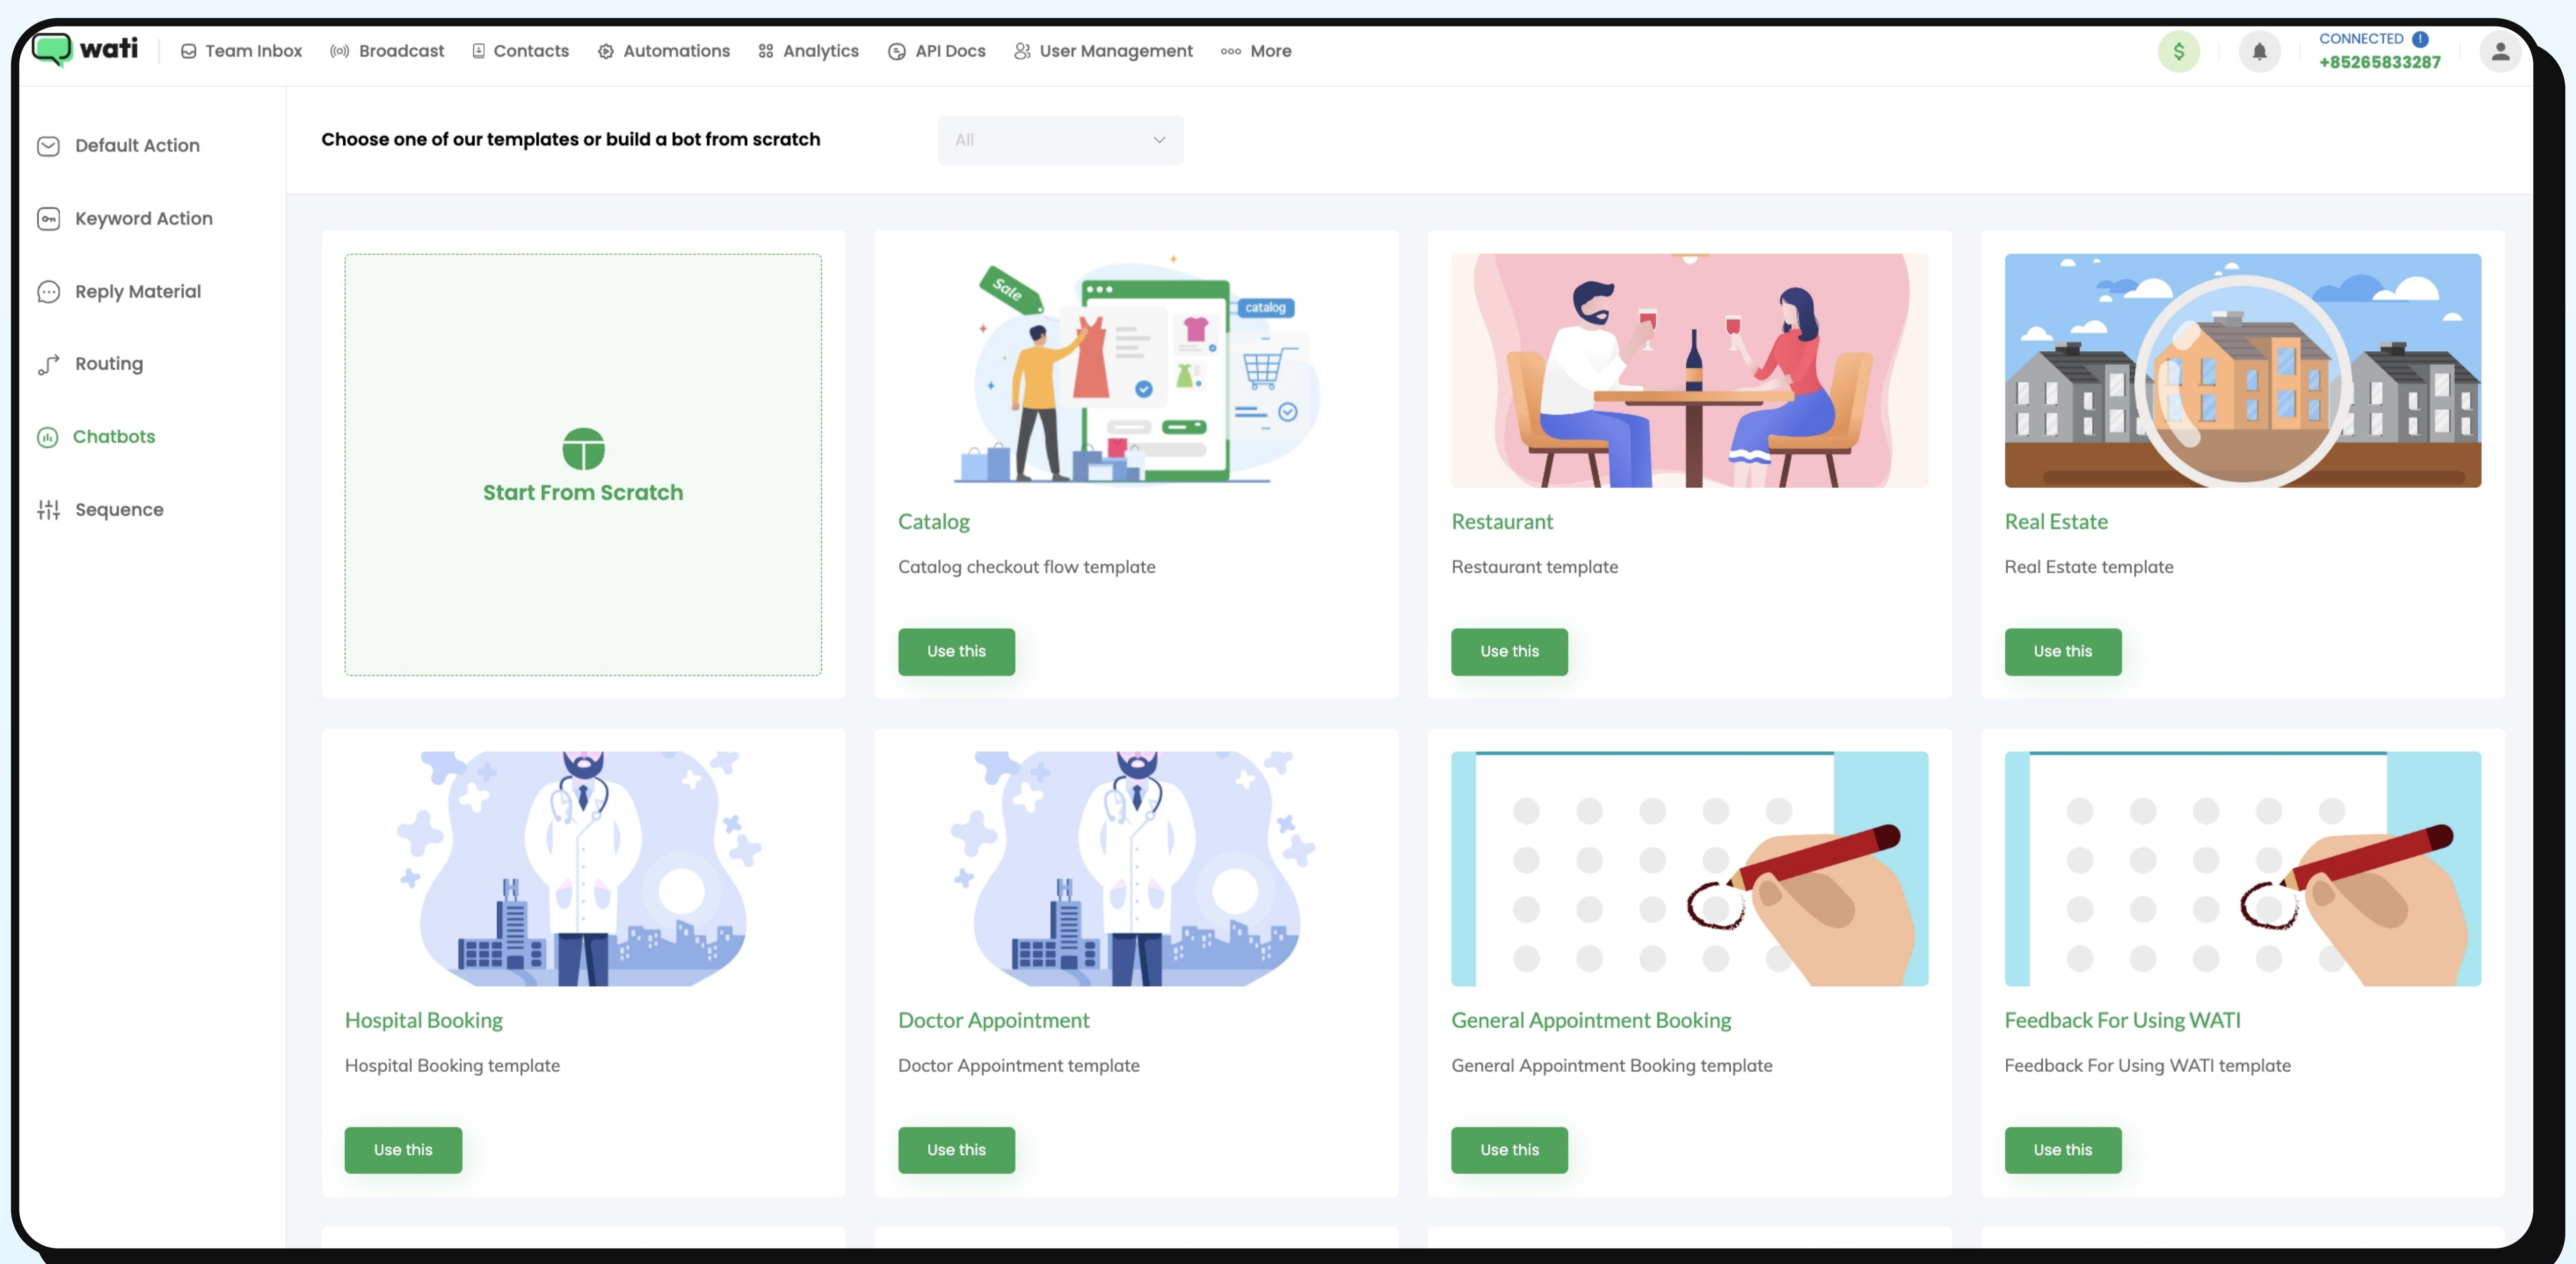 wati
Team Inbox
Broadcast
Contacts
Automations
Analytics
API Docs
User Management
More
$
CONNECTED !
+85265833287
Default Action
Keyword Action
Reply Material
Routing
Chatbots
Sequence
Choose one of our templates or build a bot from scratch
All
Start From Scratch
Sale
catalog
Catalog
Catalog checkout flow template
Use this
Restaurant
Restaurant template
Use this
Real Estate
Real Estate template
Use this
H
Hospital Booking
Hospital Booking template
Use this
H
Doctor Appointment
Doctor Appointment template
Use this
General Appointment Booking
General Appointment Booking template
Use this
Feedback For Using WATI
Feedback For Using WATI template
Use this